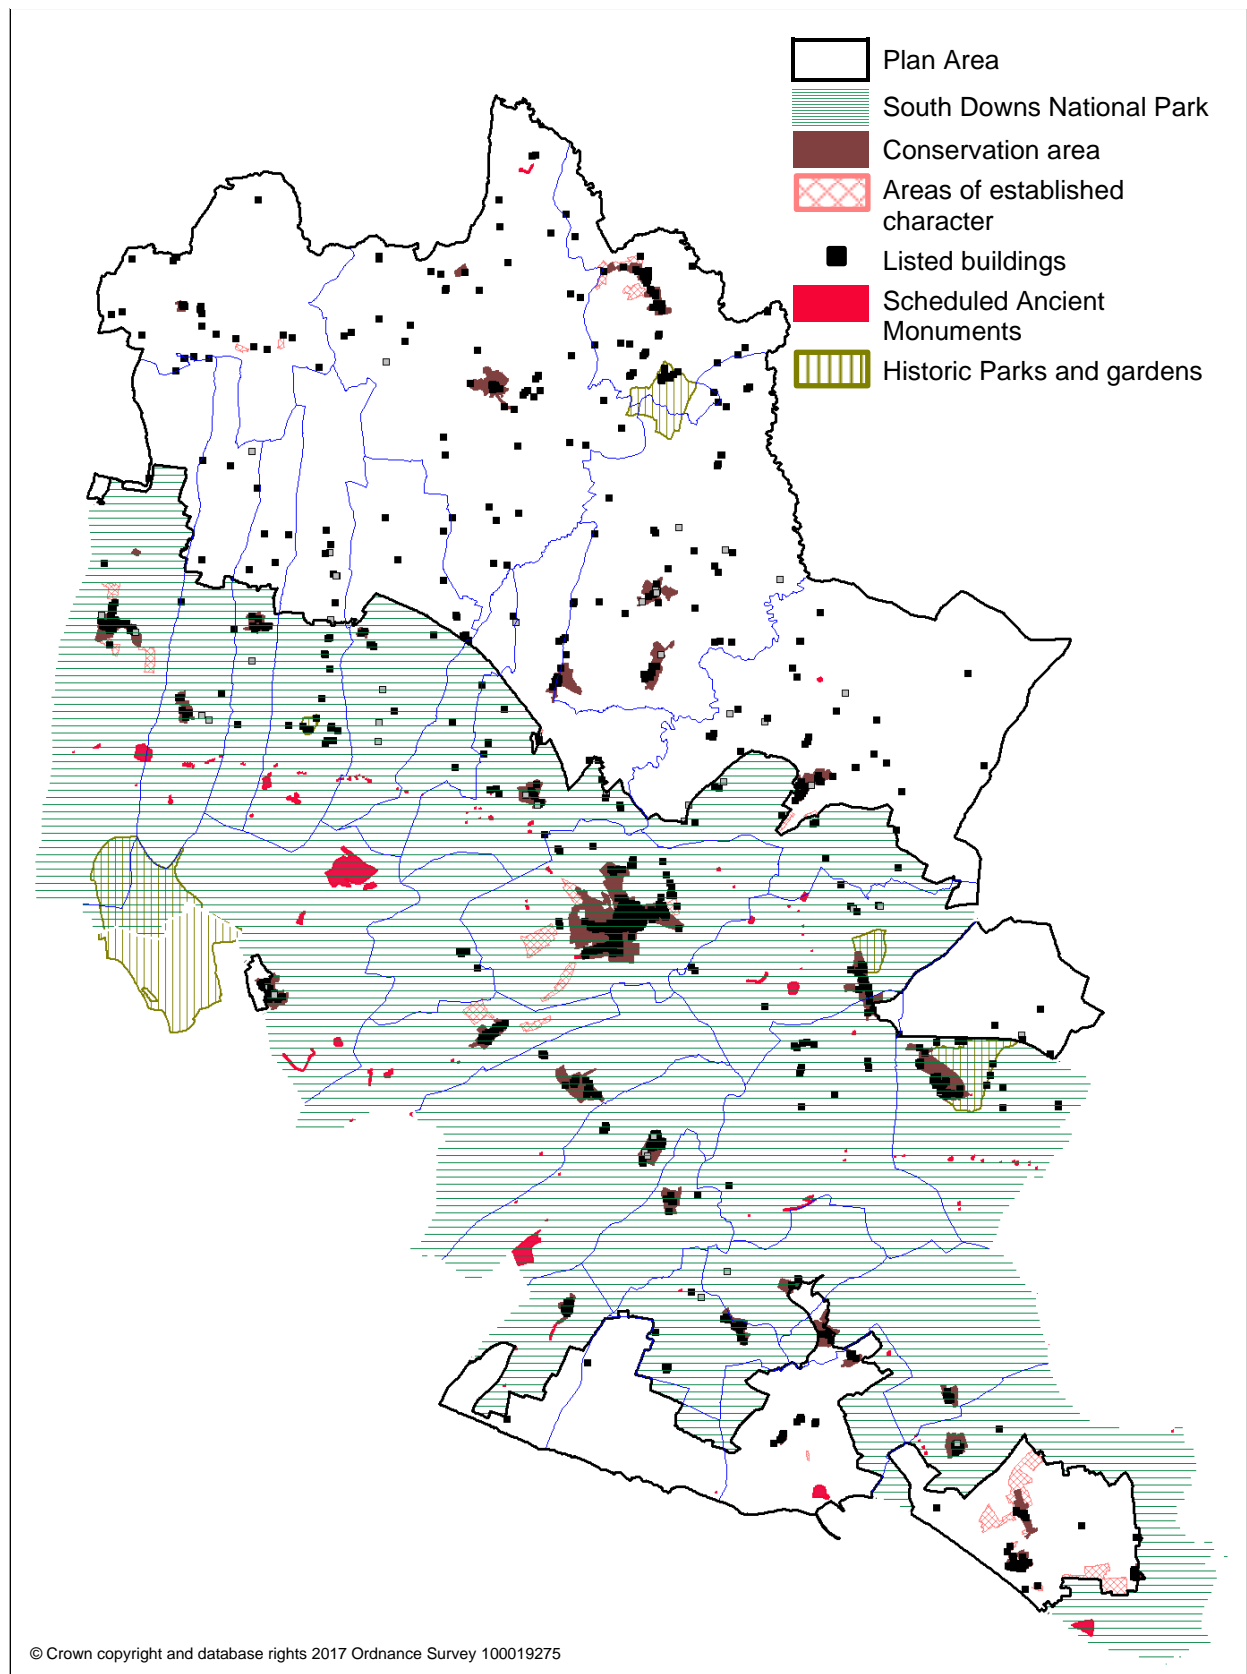 Plan Area
South Downs National Park
Conservation area
Areas of established
character
Listed buildings
Scheduled Ancient
Monuments
Historic Parks and gardens
© Crown copyright and database rights 2017 Ordnance Survey 100019275